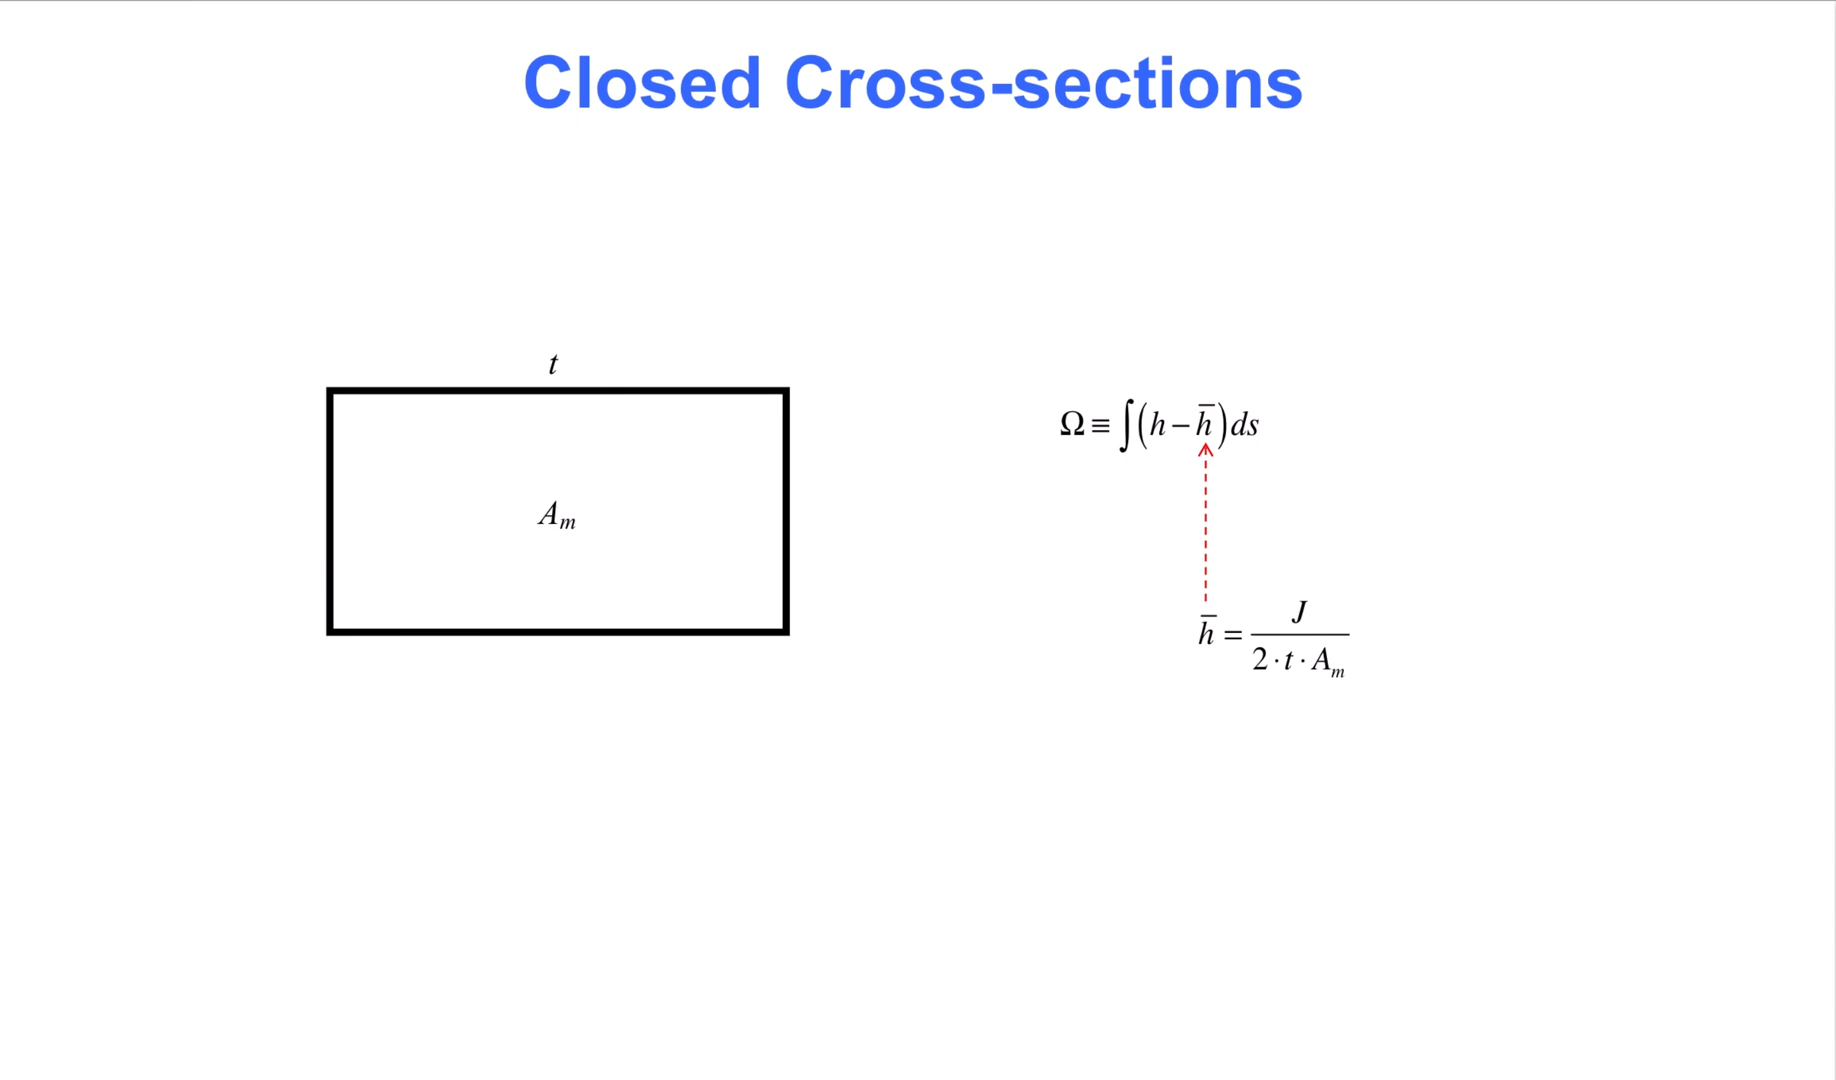 Closed Cross-sections
t
A_m
Ω ≡ ∫(h − h̅)ds
h̅ = J / (2 · t · A_m)